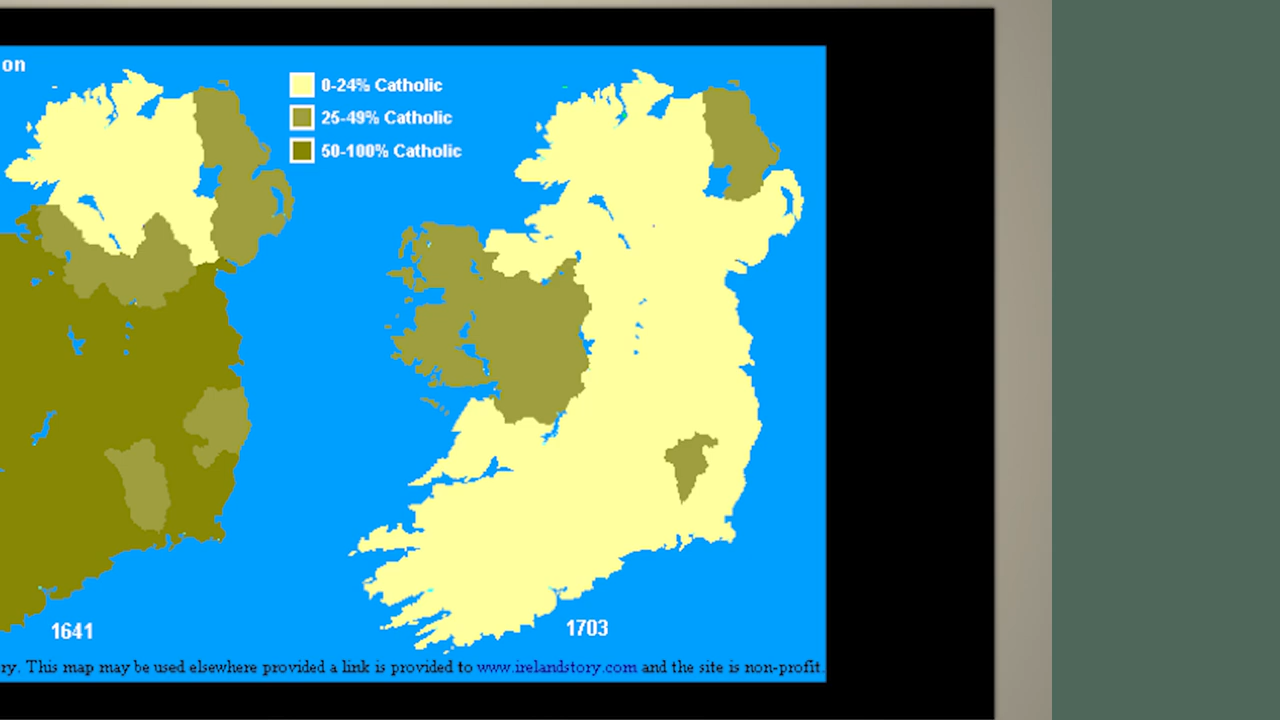 on
0-24% Catholic
25-49% Catholic
50-100% Catholic
1641
1703
ry. This map may be used elsewhere provided a link is provided to www.irelandstory.com and the site is non-profit.